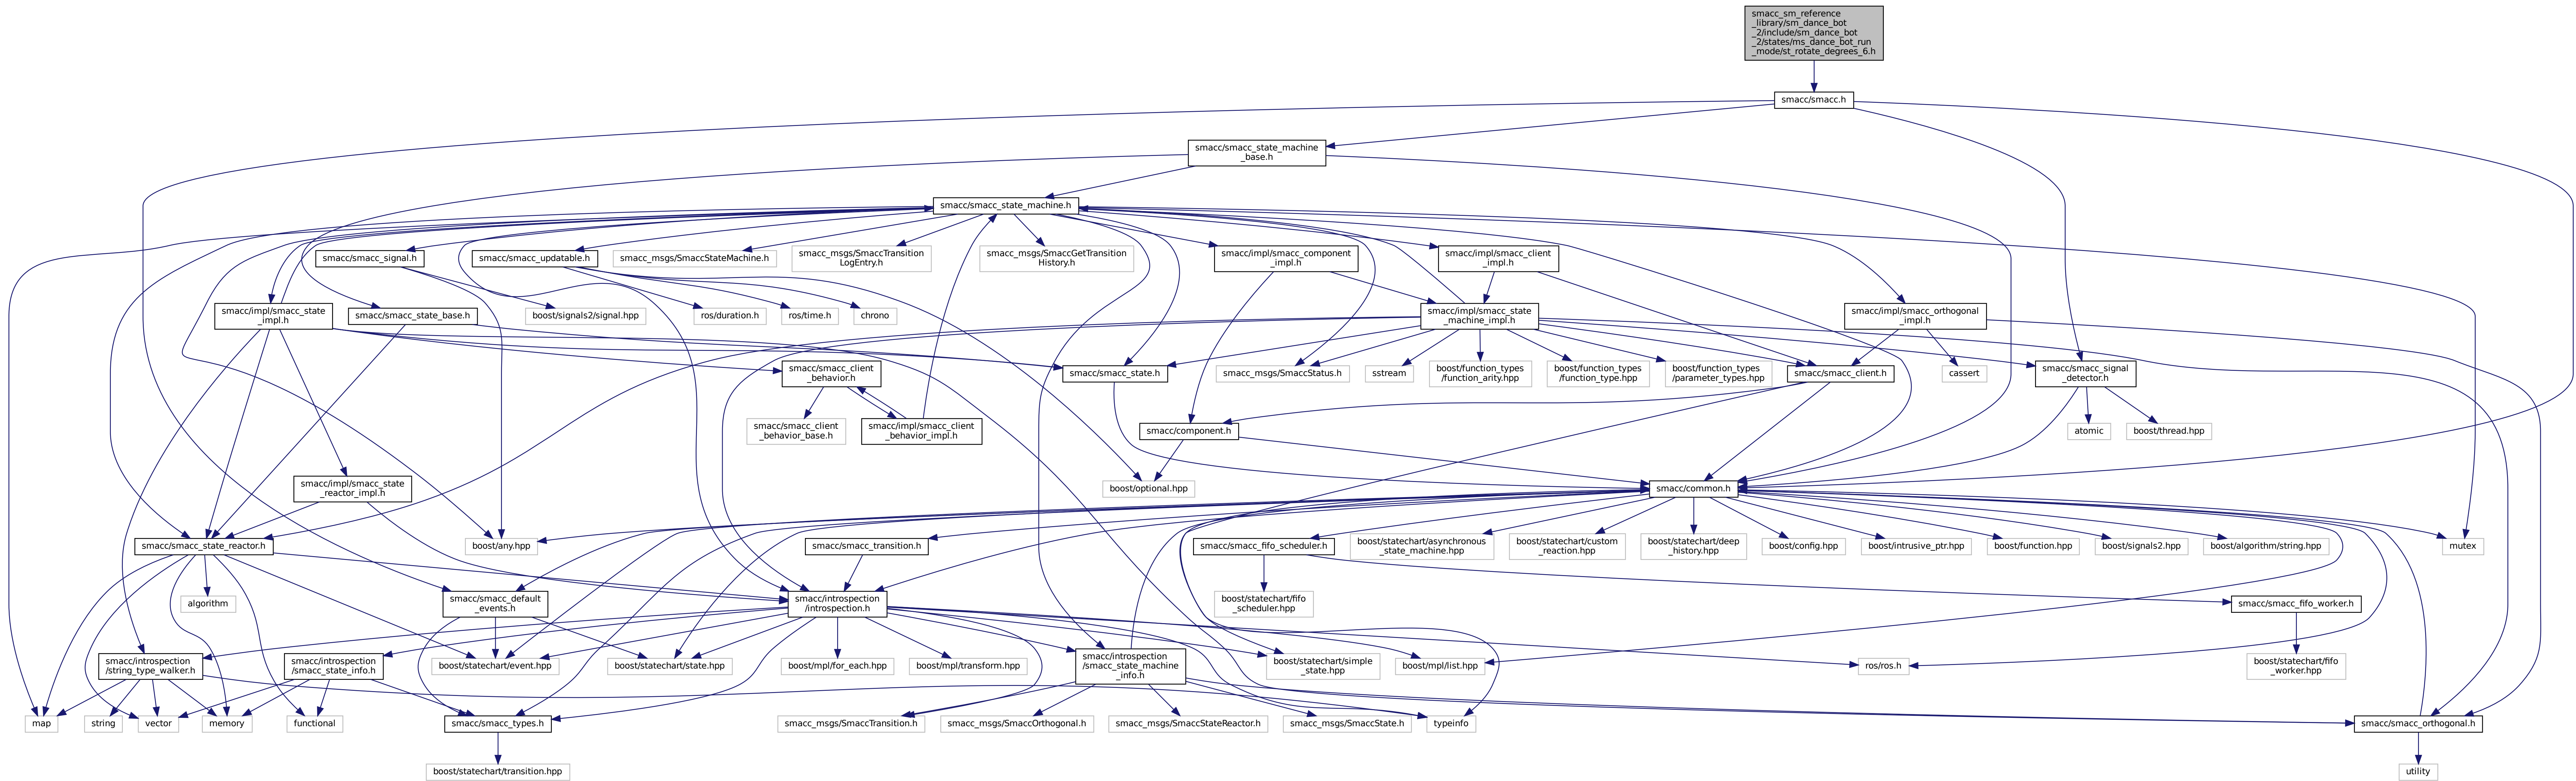 smacc_sm_reference
_library/sm_dance_bot
_2/include/sm_dance_bot
_2/states/ms_dance_bot_run
_mode/st_rotate_degrees_6.h
smacc/smacc.h
smacc/smacc_state_machine
_base.h
smacc/smacc_state_machine.h
smacc/smacc_signal.h
smacc/smacc_updatable.h
smacc_msgs/SmaccStateMachine.h
smacc_msgs/SmaccTransition
LogEntry.h
smacc_msgs/SmaccGetTransition
History.h
smacc/impl/smacc_component
_impl.h
smacc/impl/smacc_client
_impl.h
smacc/impl/smacc_state
_impl.h
smacc/smacc_state_base.h
boost/signals2/signal.hpp
ros/duration.h
ros/time.h
chrono
smacc/impl/smacc_state
_machine_impl.h
smacc/impl/smacc_orthogonal
_impl.h
smacc/smacc_client
_behavior.h
smacc/smacc_state.h
smacc_msgs/SmaccStatus.h
sstream
boost/function_types
/function_arity.hpp
boost/function_types
/function_type.hpp
boost/function_types
/parameter_types.hpp
smacc/smacc_client.h
cassert
smacc/smacc_signal
_detector.h
smacc/smacc_client
_behavior_base.h
smacc/impl/smacc_client
_behavior_impl.h
smacc/component.h
atomic
boost/thread.hpp
smacc/impl/smacc_state
_reactor_impl.h
boost/optional.hpp
smacc/common.h
smacc/smacc_state_reactor.h
boost/any.hpp
smacc/smacc_transition.h
smacc/smacc_fifo_scheduler.h
boost/statechart/asynchronous
_state_machine.hpp
boost/statechart/custom
_reaction.hpp
boost/statechart/deep
_history.hpp
boost/config.hpp
boost/intrusive_ptr.hpp
boost/function.hpp
boost/signals2.hpp
boost/algorithm/string.hpp
mutex
algorithm
smacc/smacc_default
_events.h
smacc/introspection
/introspection.h
boost/statechart/fifo
_scheduler.hpp
smacc/smacc_fifo_worker.h
smacc/introspection
/string_type_walker.h
smacc/introspection
/smacc_state_info.h
boost/statechart/event.hpp
boost/statechart/state.hpp
boost/mpl/for_each.hpp
boost/mpl/transform.hpp
smacc/introspection
/smacc_state_machine
_info.h
boost/statechart/simple
_state.hpp
boost/mpl/list.hpp
ros/ros.h
boost/statechart/fifo
_worker.hpp
map
string
vector
memory
functional
smacc/smacc_types.h
smacc_msgs/SmaccTransition.h
smacc_msgs/SmaccOrthogonal.h
smacc_msgs/SmaccStateReactor.h
smacc_msgs/SmaccState.h
typeinfo
smacc/smacc_orthogonal.h
boost/statechart/transition.hpp
utility